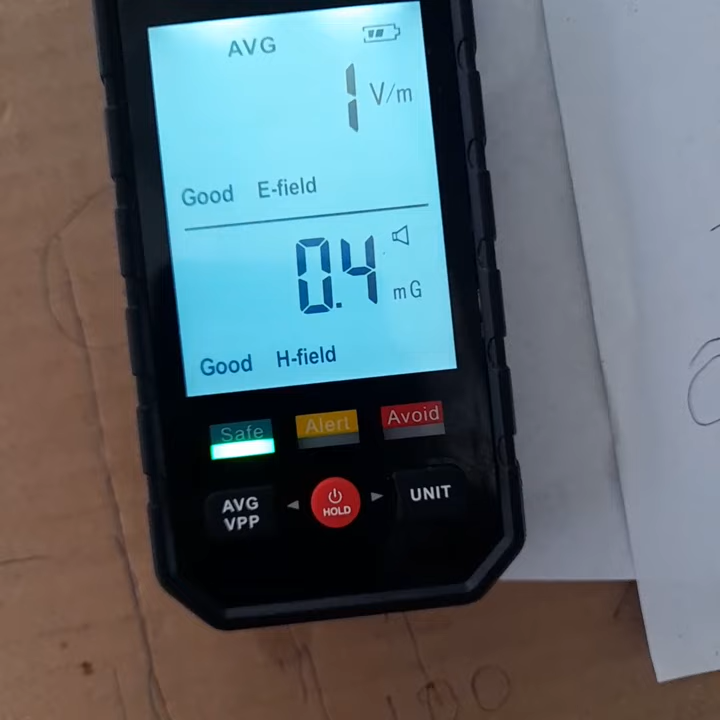 AVG
1 V/m
Good E-field
0.4 mG
Good H-field
Safe Alert Avoid
AVG HOLD UNIT
VPP